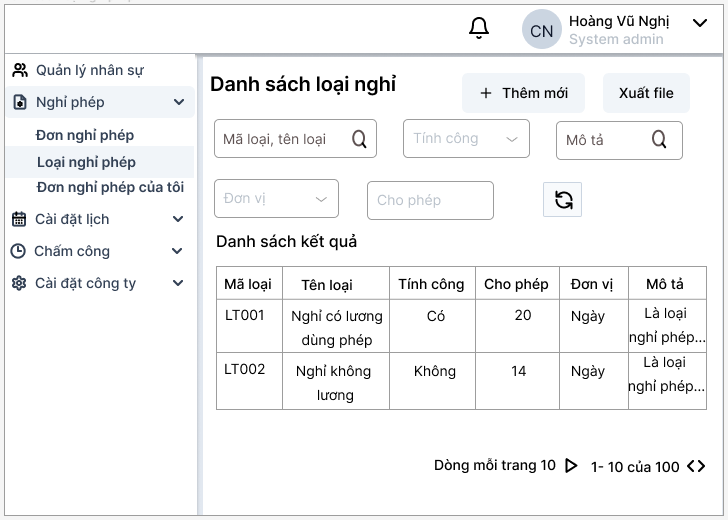 CN
Hoàng Vũ Nghị
System admin
Quản lý nhân sự
Nghỉ phép
Đơn nghỉ phép
Loại nghỉ phép
Đơn nghỉ phép của tôi
Cài đặt lịch
Chấm công
Cài đặt công ty
Danh sách loại nghỉ
Thêm mới
Xuất file
Mã loại, tên loại
Tính công
Mô tả
Đơn vị
Cho phép
Danh sách kết quả
Mã loại Tên loại Tính công Cho phép Đơn vị Mô tả
LT001 Nghỉ có lương Có 20 Ngày Là loại
dùng phép nghỉ phép...
LT002 Nghỉ không Không 14 Ngày Là loại
lương nghỉ phép...
Dòng mỗi trang 10 1- 10 của 100